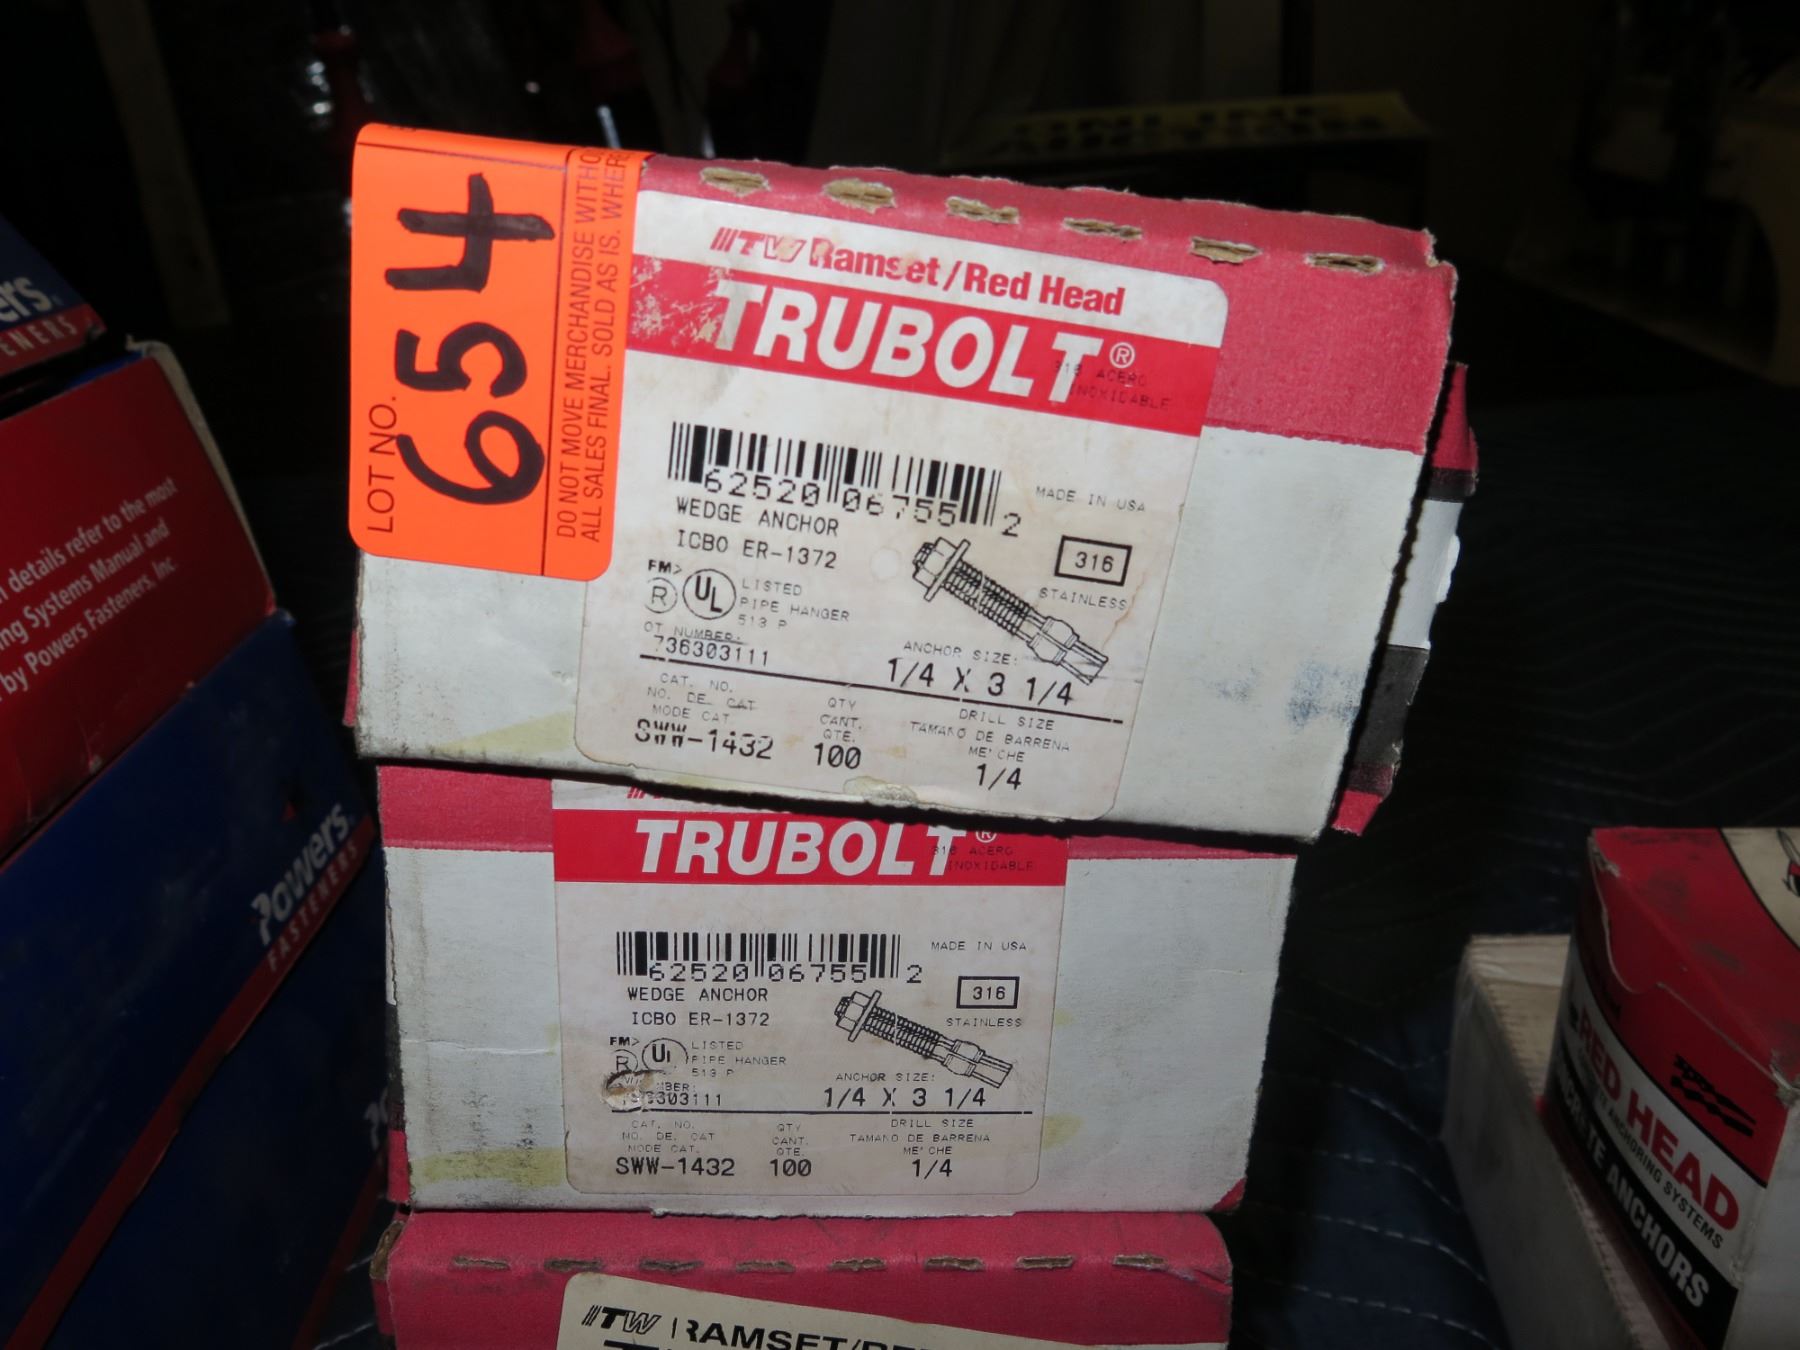 ONLINE
AUCTION
LOT NO.
654
DO NOT MOVE MERCHANDISE
ALL SALES FINAL. SOLD AS IS.
ITW Ramset/Red Head
TRUBOLT®
316 ACERO
INOXIDABLE
62520 06755 2
MADE IN USA
WEDGE ANCHOR
ICBO ER-1372
316
STAINLESS
FM>
R
UL
LISTED
PIPE HANGER
513 P
NUMBER:
736303111
ANCHOR SIZE:
1/4 X 3 1/4
CAT. NO.
NO. DE. CAT
MODE CAT.
SWW-1432
QTY
CANT.
QTE.
100
DRILL SIZE
TAMANO DE BARRENA
ME'CHE
1/4
TRUBOLT®
316 ACERO
INOXIDABLE
62520 06755 2
MADE IN USA
WEDGE ANCHOR
ICBO ER-1372
316
STAINLESS
FM>
R
UL
LISTED
PIPE HANGER
513 P
303111
ANCHOR SIZE:
1/4 X 3 1/4
CAT. NO.
NO. DE. CAT
MODE CAT.
SWW-1432
QTY
CANT.
QTE.
100
DRILL SIZE
TAMANO DE BARRENA
ME'CHE
1/4
ITW RAMSET/
details refer to the most
Systems Manual and
by Powers Fasteners, Inc.
Powers
FASTENERS
RED HEAD
ANCHORING SYSTEMS
ANCHORS